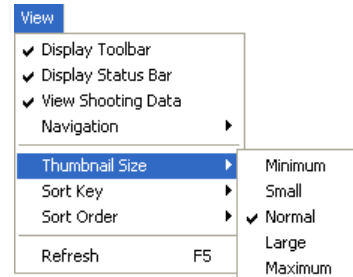 View
Display Toolbar
Display Status Bar
View Shooting Data
Navigation
Thumbnail Size
Sort Key
Sort Order
Refresh F5
Minimum
Small
Normal
Large
Maximum